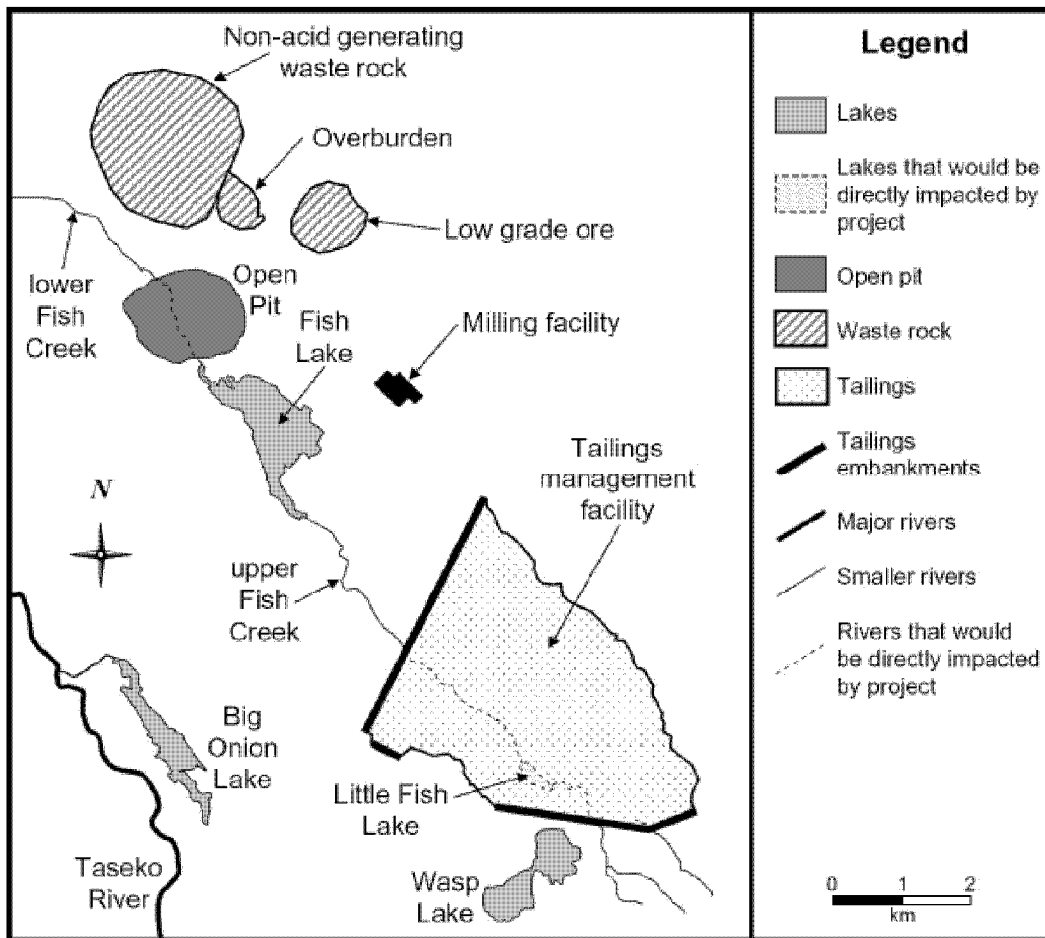 Non-acid generating
waste rock
Overburden
Low grade ore
lower
Fish
Creek
Open
Pit
Fish
Lake
Milling facility
Tailings
management
facility
N
upper
Fish
Creek
Big
Onion
Lake
Little Fish
Lake
Taseko
River
Wasp
Lake
Legend
Lakes
Lakes that would be
directly impacted by
project
Open pit
Waste rock
Tailings
Tailings
embankments
Major rivers
Smaller rivers
Rivers that would
be directly impacted
by project
0 1 2
km